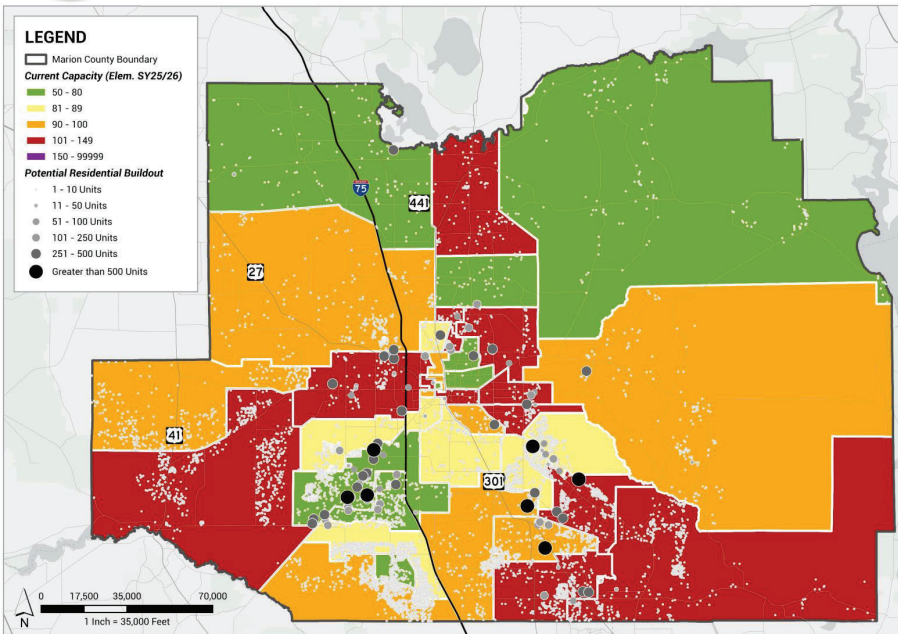 LEGEND
Marion County Boundary
Current Capacity (Elem. SY25/26)
50 - 80
81 - 89
90 - 100
101 - 149
150 - 99999
Potential Residential Buildout
1 - 10 Units
11 - 50 Units
51 - 100 Units
101 - 250 Units
251 - 500 Units
Greater than 500 Units
75
441
27
41
301
N
0 17,500 35,000 70,000
1 Inch = 35,000 Feet